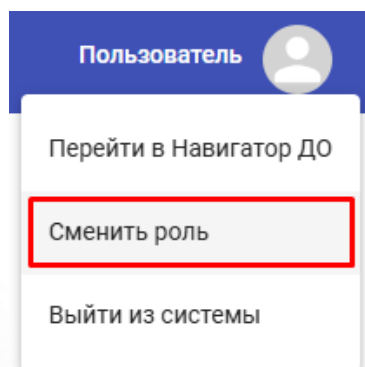 Пользователь
Перейти в Навигатор ДО
Сменить роль
Выйти из системы